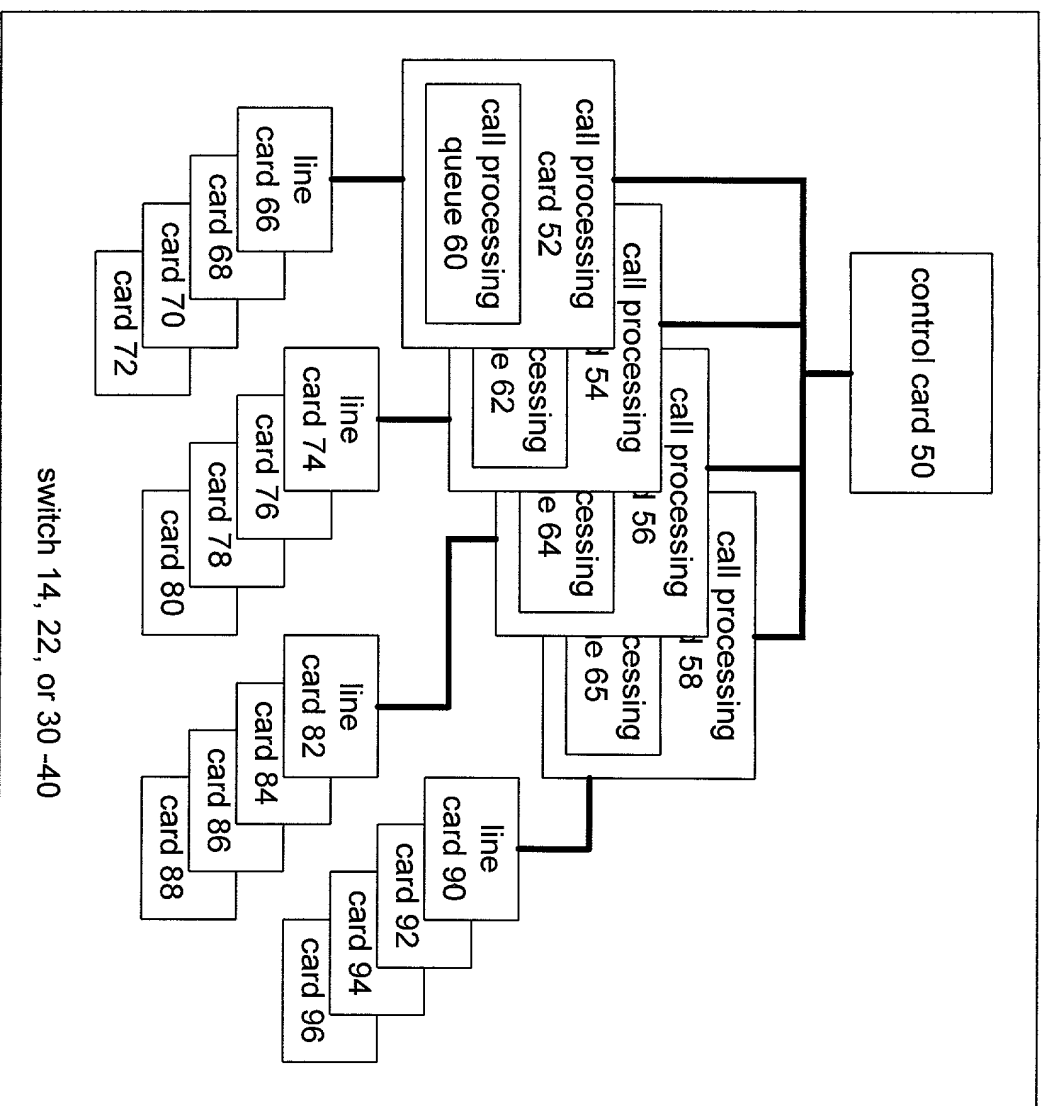 control card 50
call processing
card 52
call processing
queue 60
call processing
d 54
cessing
e 62
call processing
d 56
cessing
e 64
call processing
d 58
cessing
e 65
line
card 66
card 68
card 70
card 72
line
card 74
card 76
card 78
card 80
line
card 82
card 84
card 86
card 88
line
card 90
card 92
card 94
card 96
switch 14, 22, or 30 -40